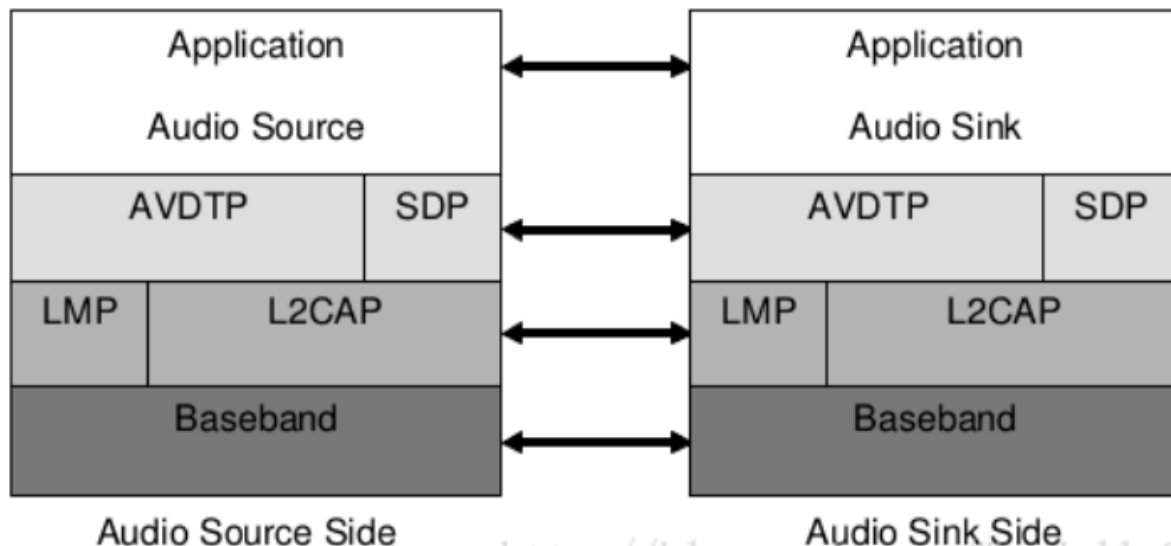 Application
Audio Source
AVDTP
SDP
LMP
L2CAP
Baseband
Audio Source Side
Application
Audio Sink
AVDTP
SDP
LMP
L2CAP
Baseband
Audio Sink Side